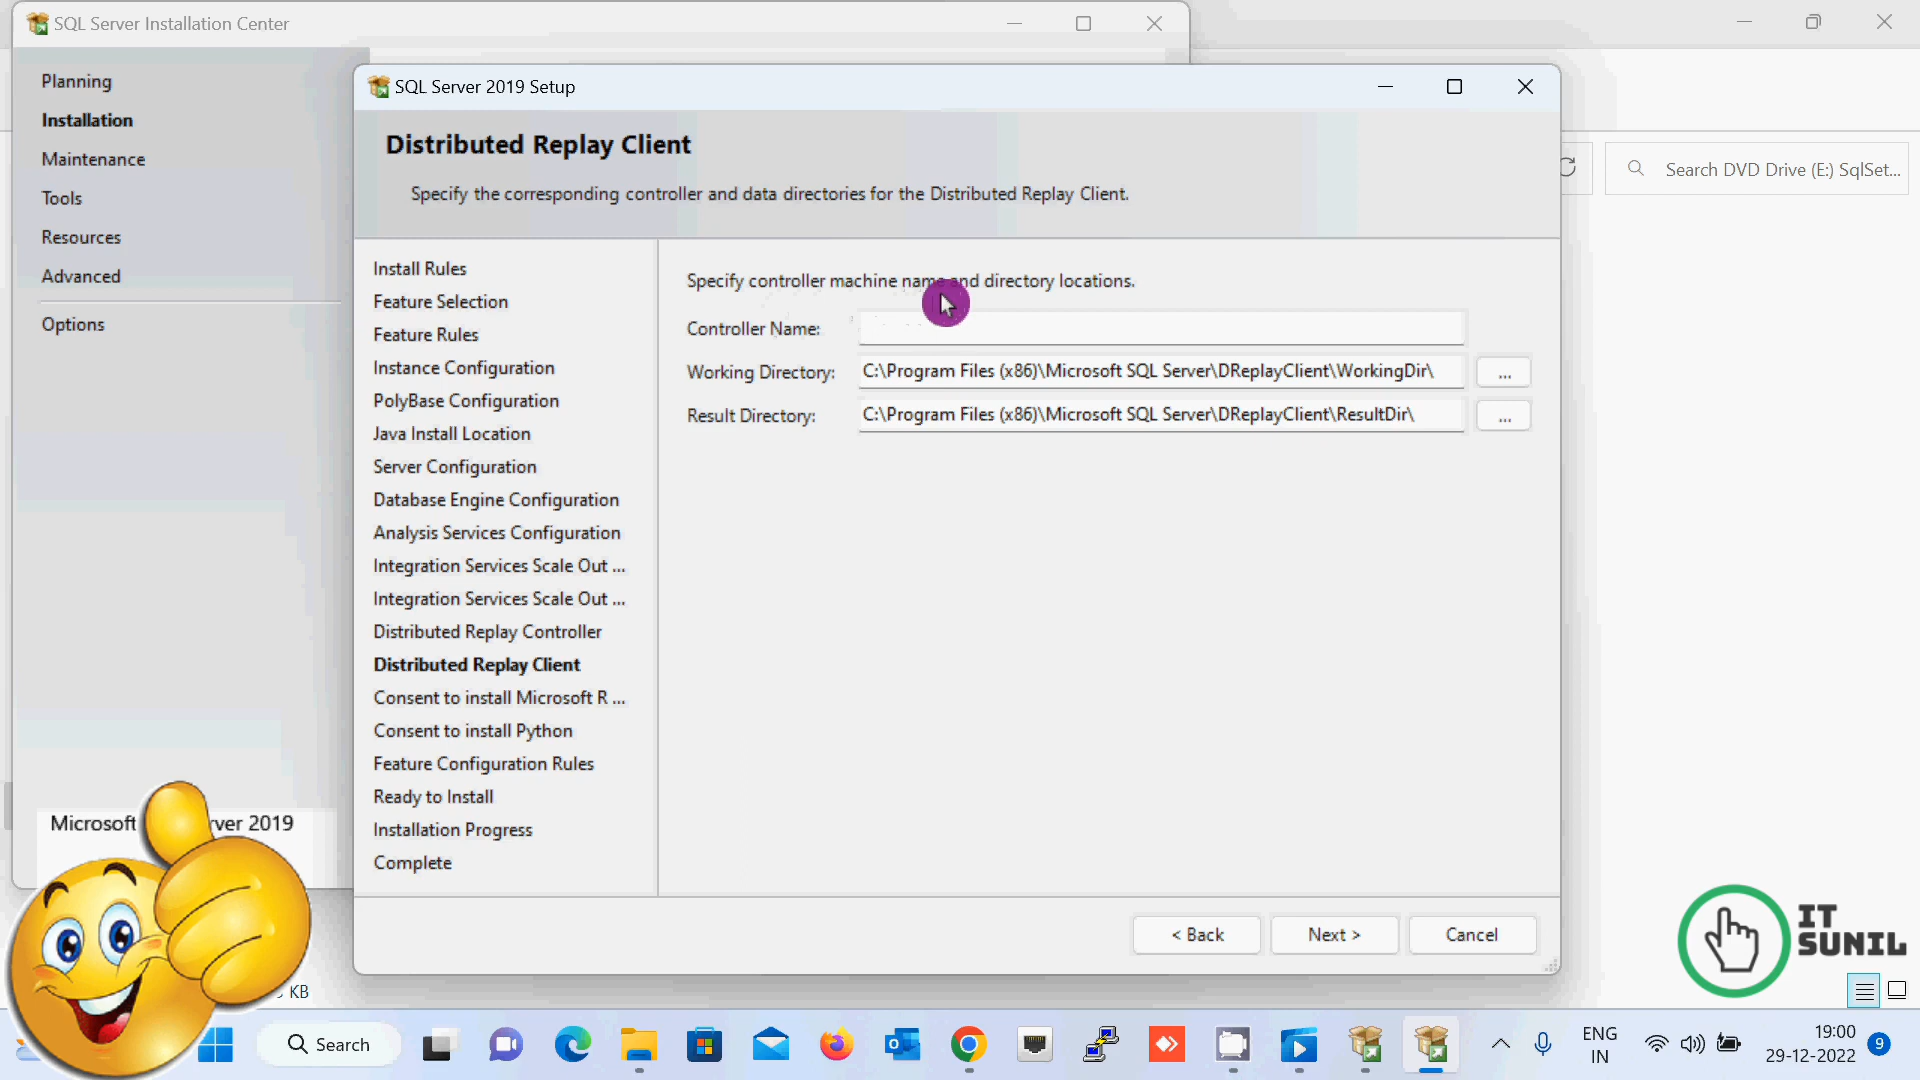 SQL Server Installation Center
Planning
Installation
Maintenance
Tools
Resources
Advanced
Options
Microsoft
ver 2019
SQL Server 2019 Setup
Distributed Replay Client
Specify the corresponding controller and data directories for the Distributed Replay Client.
Install Rules
Feature Selection
Feature Rules
Instance Configuration
PolyBase Configuration
Java Install Location
Server Configuration
Database Engine Configuration
Analysis Services Configuration
Integration Services Scale Out ...
Integration Services Scale Out ...
Distributed Replay Controller
Distributed Replay Client
Consent to install Microsoft R ...
Consent to install Python
Feature Configuration Rules
Ready to Install
Installation Progress
Complete
Specify controller machine name and directory locations.
Controller Name:
Working Directory: C:\Program Files (x86)\Microsoft SQL Server\DReplayClient\WorkingDir\ ...
Result Directory: C:\Program Files (x86)\Microsoft SQL Server\DReplayClient\ResultDir\ ...
< Back Next > Cancel
Search DVD Drive (E:) SqlSet...
IT
SUNIL
KB
Search
ENG
IN
19:00
29-12-2022
9